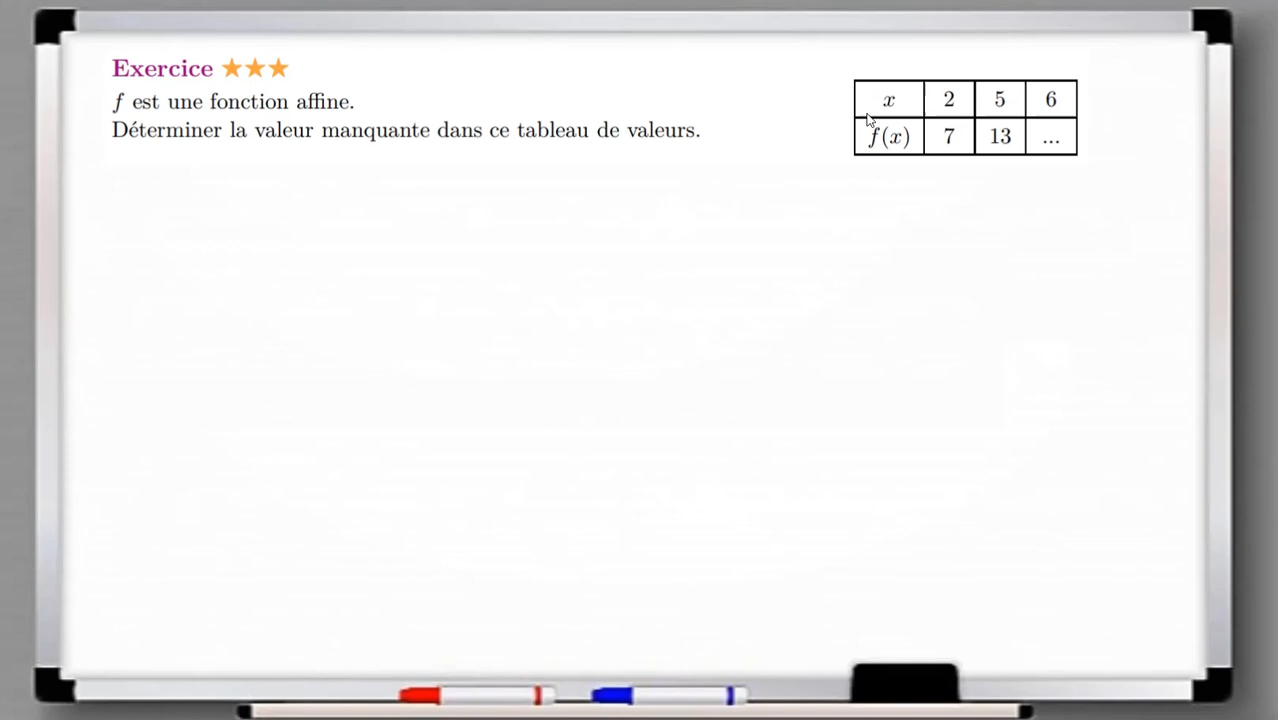 Exercice ★★★
f est une fonction affine.
Déterminer la valeur manquante dans ce tableau de valeurs.
x 2 5 6
f(x) 7 13 ...